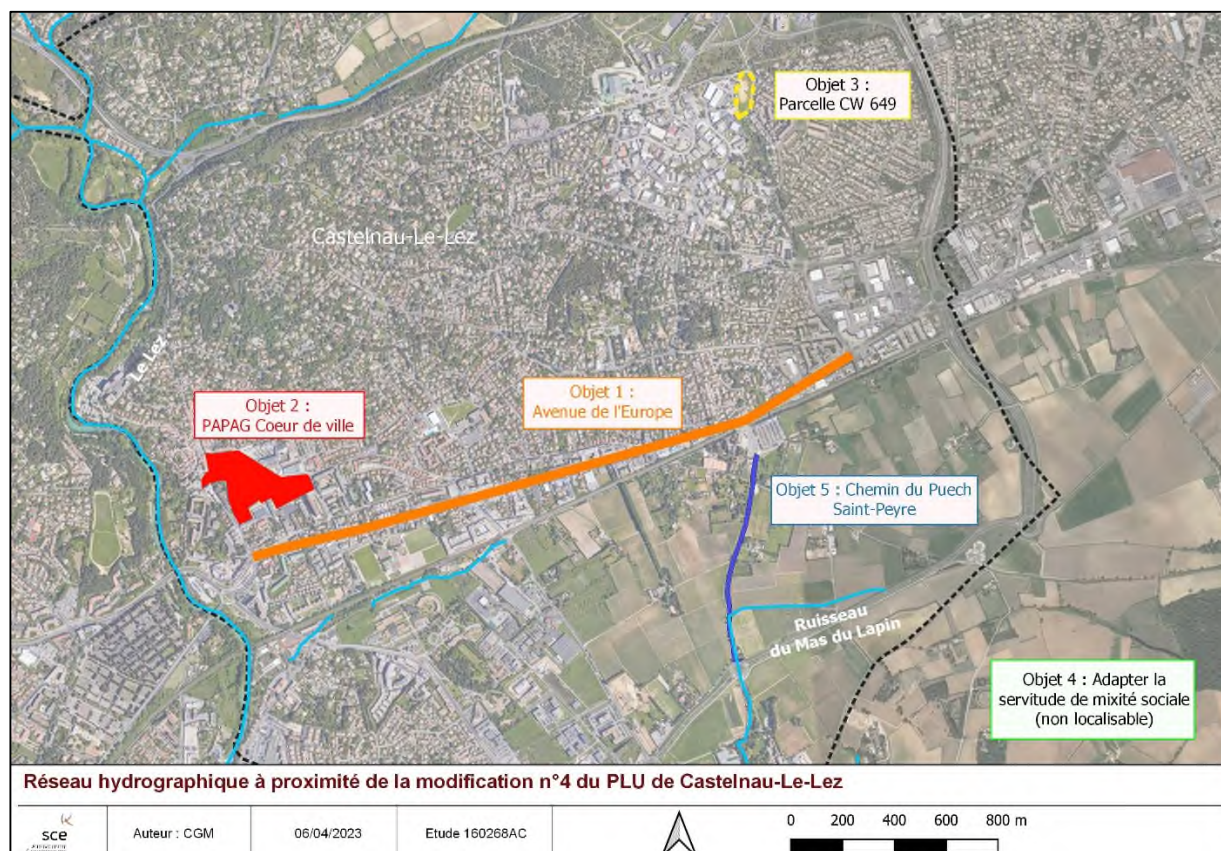 Objet 3 :
Parcelle CW 649
Castelnau-Le-Lez
Le Lez
Objet 2 :
PAPAG Coeur de ville
Objet 1 :
Avenue de l'Europe
Objet 5 : Chemin du Puech
Saint-Peyre
Ruisseau
du Mas du Lapin
Objet 4 : Adapter la
servitude de mixité sociale
(non localisable)
Réseau hydrographique à proximité de la modification n°4 du PLU de Castelnau-Le-Lez
sce
Auteur : CGM
06/04/2023
Etude 160268AC
0 200 400 600 800 m